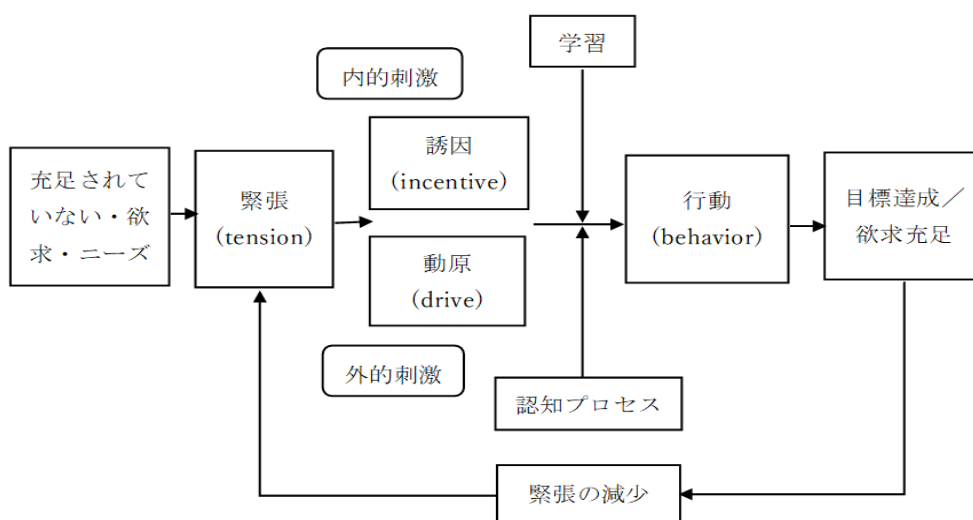 学習
内的刺激
誘因
(incentive)
充足されて
いない・欲
求・ニーズ
緊張
(tension)
行動
(behavior)
目標達成／
欲求充足
動原
(drive)
外的刺激
認知プロセス
緊張の減少